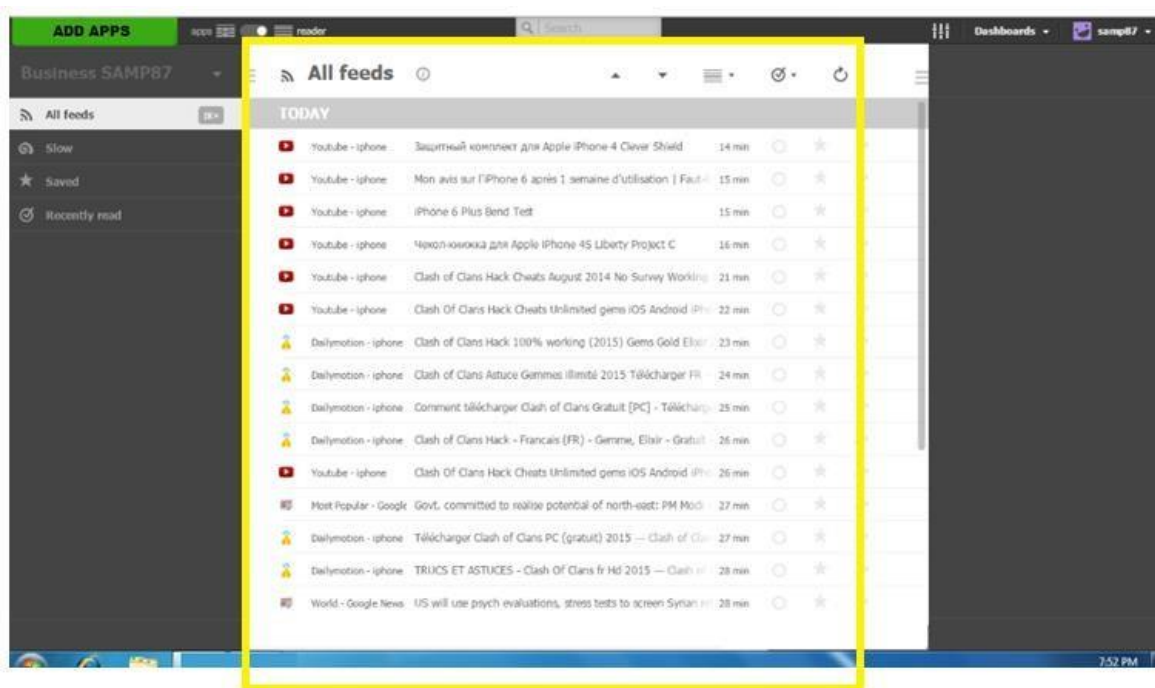 ADD APPS apps reader Search Dashboards samp87
Business SAMP87
All feeds
All feeds
Slow
Saved
Recently read
TODAY
Youtube - iphone Защитный комплект для Apple iPhone 4 Clever Shield 14 min
Youtube - iphone Mon avis sur l'iPhone 6 après 1 semaine d'utilisation | Faut- 15 min
Youtube - iphone iPhone 6 Plus Bend Test 15 min
Youtube - iphone Чехол-книжка для Apple iPhone 4S Liberty Project C 16 min
Youtube - iphone Clash of Clans Hack Cheats August 2014 No Survey Working 21 min
Youtube - iphone Clash Of Clans Hack Cheats Unlimited gems iOS Android iPho 22 min
Dailymotion - iphone Clash of Clans Hack 100% working (2015) Gems Gold Elixir 23 min
Dailymotion - iphone Clash of Clans Astuce Gemmes illimité 2015 Télécharger FR 24 min
Dailymotion - iphone Comment télécharger Clash of Clans Gratuit [PC] - Télécharg 25 min
Dailymotion - iphone Clash of Clans Hack - Francais (FR) - Gemme, Elixir - Gratuit 26 min
Youtube - iphone Clash Of Clans Hack Cheats Unlimited gems iOS Android iPho 26 min
Most Popular - Google Govt. committed to realise potential of north-east: PM Modi 27 min
Dailymotion - iphone Télécharger Clash of Clans PC (gratuit) 2015 — Clash of Cla 27 min
Dailymotion - iphone TRUCS ET ASTUCES - Clash Of Clans fr Hd 2015 — Clash of 28 min
World - Google News US will use psych evaluations, stress tests to screen Syrian 28 min
7:52 PM